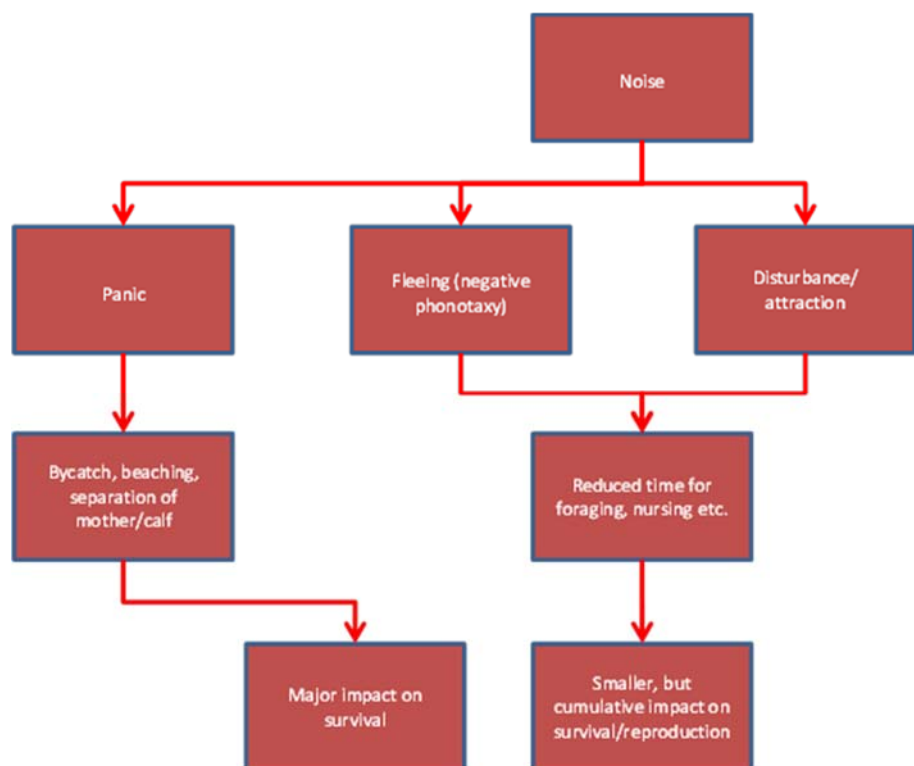 Noise
Panic
Fleeing (negative
phonotaxy)
Disturbance/
attraction
Bycatch, beaching,
separation of
mother/calf
Reduced time for
foraging, nursing etc.
Major impact on
survival
Smaller, but
cumulative impact on
survival/reproduction